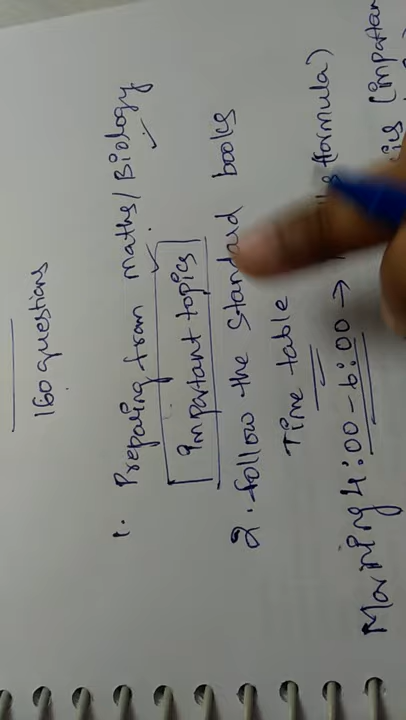 160 questions
1. Preparing from maths/Biology
important topics
2. follow the standard books
Time table
Morning 4:00-6:00 → formula)
(important